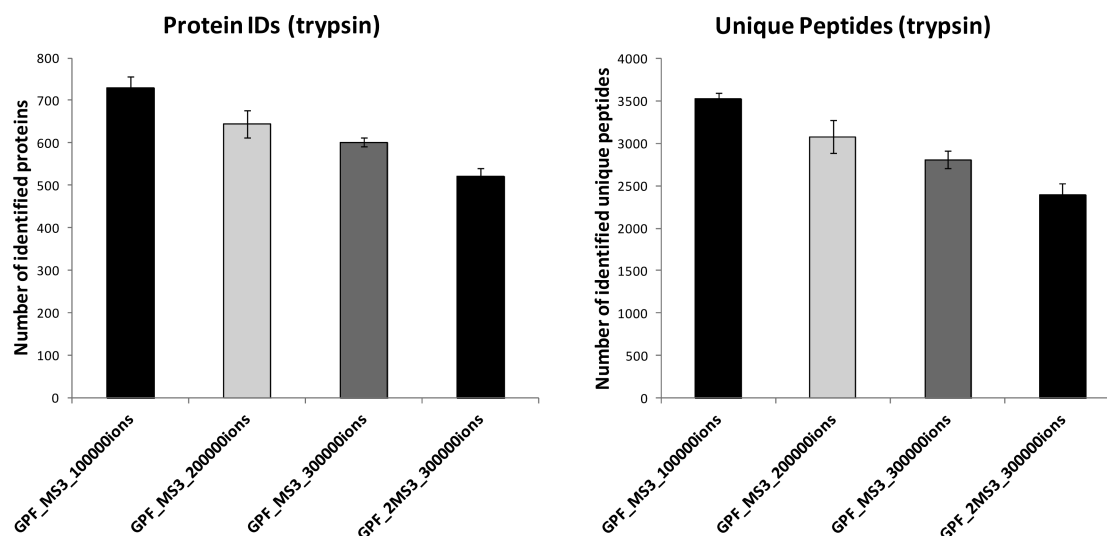 Protein IDs (trypsin)
Number of identified proteins
800
700
600
500
400
300
200
100
0
GPF_MS3_100000ions
GPF_MS3_200000ions
GPF_MS3_300000ions
GPF_2MS3_300000ions
Unique Peptides (trypsin)
Number of identified unique peptides
4000
3500
3000
2500
2000
1500
1000
500
0
GPF_MS3_100000ions
GPF_MS3_200000ions
GPF_MS3_300000ions
GPF_2MS3_300000ions